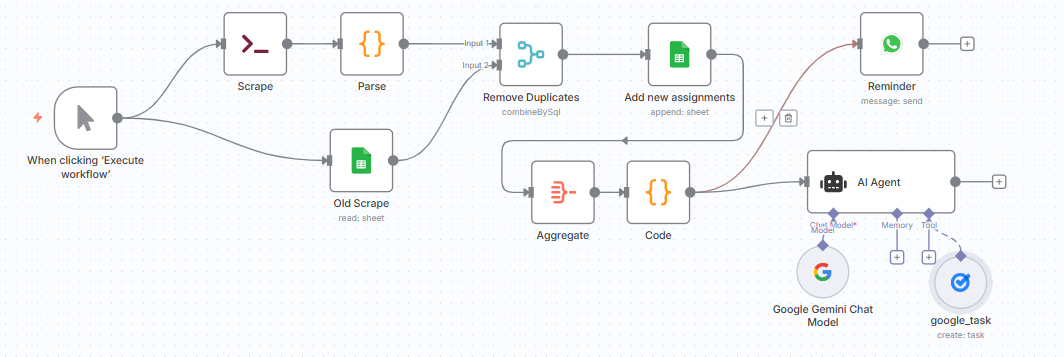 Scrape
Parse
Input 1
Input 2
Remove Duplicates
combineBySql
Add new assignments
append: sheet
Reminder
message: send
When clicking ‘Execute
workflow’
Old Scrape
read: sheet
Aggregate
Code
AI Agent
Chat Model*
Model
Memory
Tool
Google Gemini Chat
Model
google_task
create: task